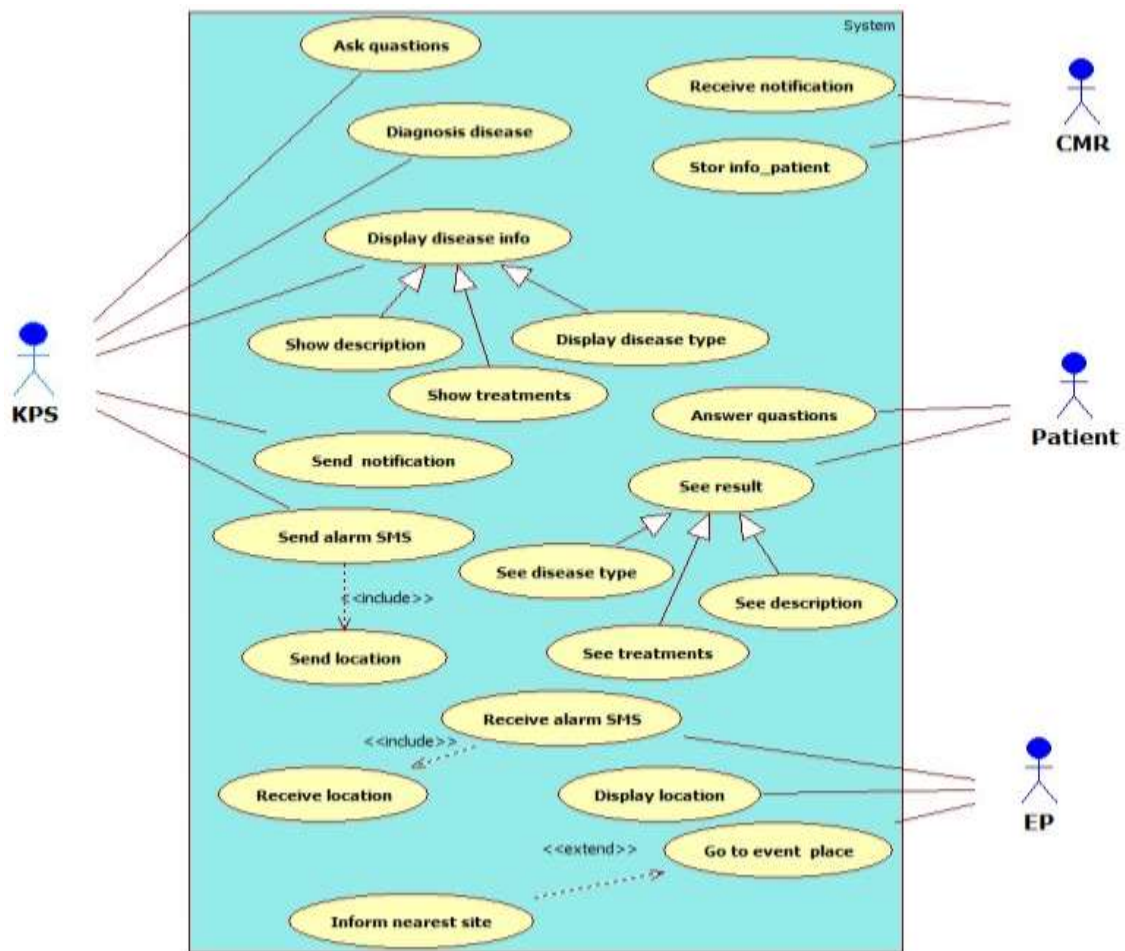 System
Ask quastions
Receive notification
CMR
Diagnosis disease
Stor info_patient
Display disease info
Show description
Display disease type
KPS
Show treatments
Answer quastions
Patient
Send notification
See result
Send alarm SMS
See disease type
<<include>>
See description
Send location
See treatments
Receive alarm SMS
<<include>>
Receive location
Display location
EP
<<extend>>
Go to event place
Inform nearest site